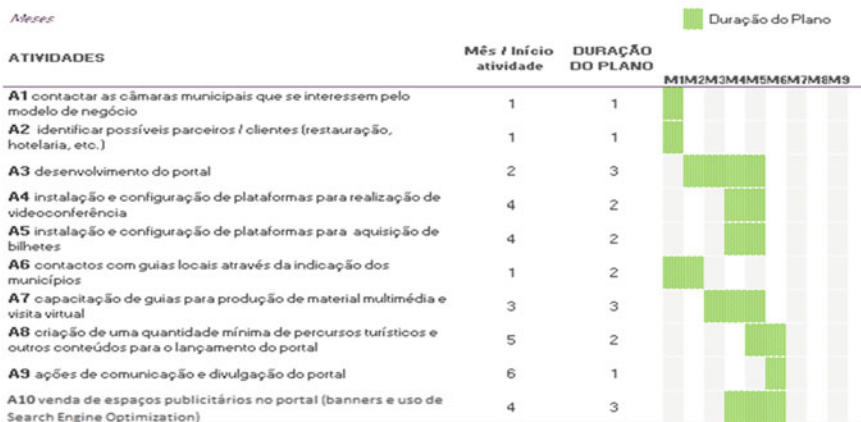 Meses
Duração do Plano
ATIVIDADES
Mês / Início atividade
DURAÇÃO DO PLANO
M1M2M3M4M5M6M7M8M9
A1 contactar as câmaras municipais que se interessem pelo
modelo de negócio
1
1
A2 identificar possíveis parceiros / clientes (restauração,
hotelaria, etc.)
1
1
A3 desenvolvimento do portal
2
3
A4 instalação e configuração de plataformas para realização de
videoconferência
4
2
A5 instalação e configuração de plataformas para aquisição de
bilhetes
4
2
A6 contactos com guias locais através da indicação dos
municípios
1
2
A7 capacitação de guias para produção de material multimédia e
visita virtual
3
3
A8 criação de uma quantidade mínima de percursos turísticos e
outros conteúdos para o lançamento do portal
5
2
A9 ações de comunicação e divulgação do portal
6
1
A10 venda de espaços publicitários no portal (banners e uso de
Search Engine Optimization)
4
3